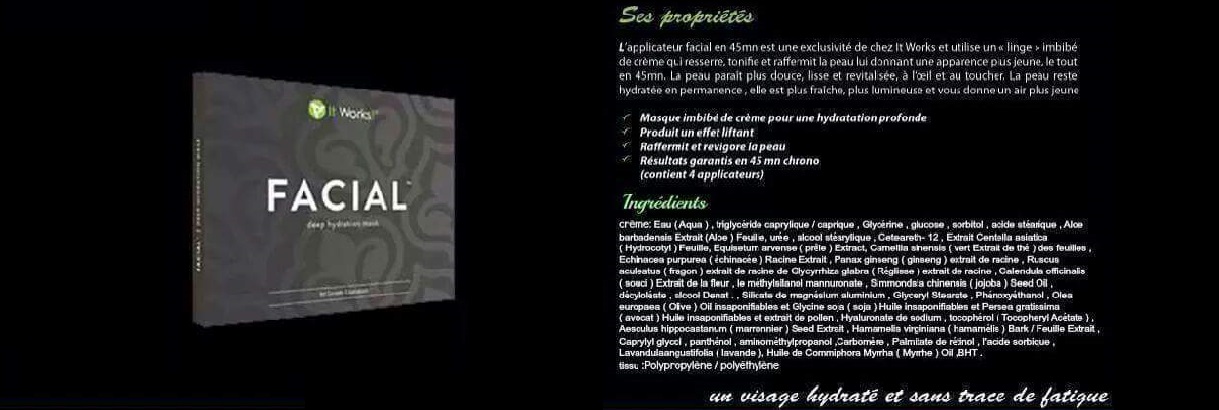 It Works!
FACIAL™
deep hydration mask
Ses propriétés
L'applicateur facial en 45mn est une exclusivité de chez It Works et utilise un « linge » imbibé
de crème qui resserre, tonifie et raffermit la peau lui donnant une apparence plus jeune, le tout
en 45mn. La peau parait plus douce, lisse et revitalisée, à l'œil et au toucher. La peau reste
hydratée en permanence , elle est plus fraîche, plus lumineuse et vous donne un air plus jeune
✓ Masque imbibé de crème pour une hydratation profonde
✓ Produit un effet liftant
✓ Raffermit et revigore la peau
✓ Résultats garantis en 45 mn chrono
(contient 4 applicateurs)
Ingrédients
crème: Eau ( Aqua ) , triglycéride caprylique / caprique , Glycérine , glucose , sorbitol , acide stéarique , Aloe
barbadensis Extrait (Aloe ) Feuille, urée , alcool stéarylique , Ceteareth- 12 , Extrait Centella asiatica
( Hydrocotyl ) Feuille, Equisetum arvense ( prêle ) Extract, Camellia sinensis ( vert Extrait de thé ) des feuilles ,
Echinacea purpurea ( échinacée ) Racine Extrait , Panax ginseng ( ginseng ) extrait de racine , Ruscus
aculeatus ( fragon ) extrait de racine de Glycyrrhiza glabra ( Réglisse ) extrait de racine , Calendula officinalis
( souci ) Extrait de la fleur , le méthylsilanel mannuronate , Simmondsia chinensis ( jojoba ) Seed Oil ,
décyloléate , alcool Denat . , Silicate de magnésium aluminium , Glyceryl Stearate , Phénoxyéthanol , Olea
europaea ( Olive ) Oil insaponifiables et Glycine soja ( soja ) Huile insaponifiables et Persea gratissima
( avocat ) Huile insaponifiables et extrait de pollen , Hyaluronate de sodium , tocophérol ( Tocopheryl Acétate ) ,
Aesculus hippocastanum ( marronnier ) Seed Extrait , Hamamelis virginiana ( hamamélis ) Bark / Feuille Extrait ,
Caprylyl glycol , panthénol , aminométhylpropanol ,Carbomère , Palmitate de rétinol , l'acide sorbique ,
Lavandulaangustifolia ( lavande ), Huile de Commiphora Myrrha ( Myrrhe ) Oil ,BHT .
tissu :Polypropylène / polyéthylène
un visage hydraté et sans trace de fatigue